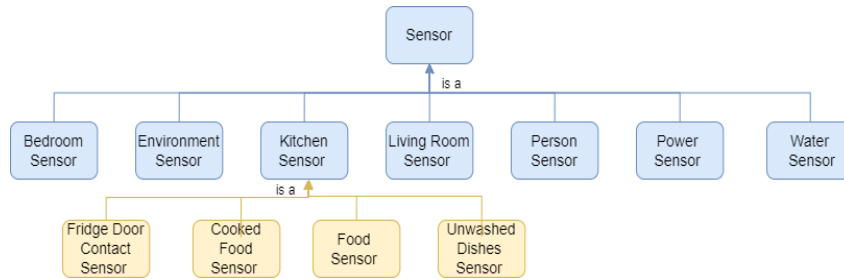 Sensor
is a
Bedroom
Sensor
Environment
Sensor
Kitchen
Sensor
Living Room
Sensor
Person
Sensor
Power
Sensor
Water
Sensor
is a
Fridge Door
Contact
Sensor
Cooked
Food
Sensor
Food
Sensor
Unwashed
Dishes
Sensor